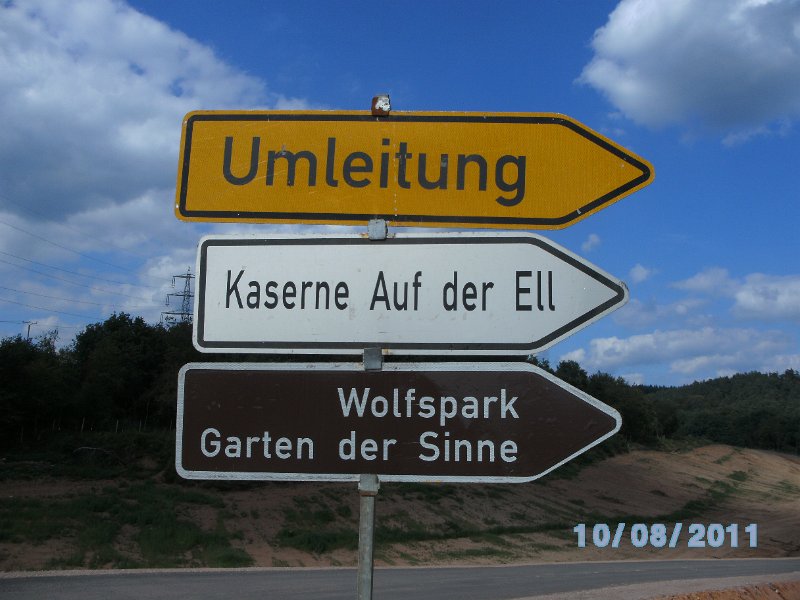 Umleitung
Kaserne Auf der Ell
Wolfspark
Garten der Sinne
10/08/2011